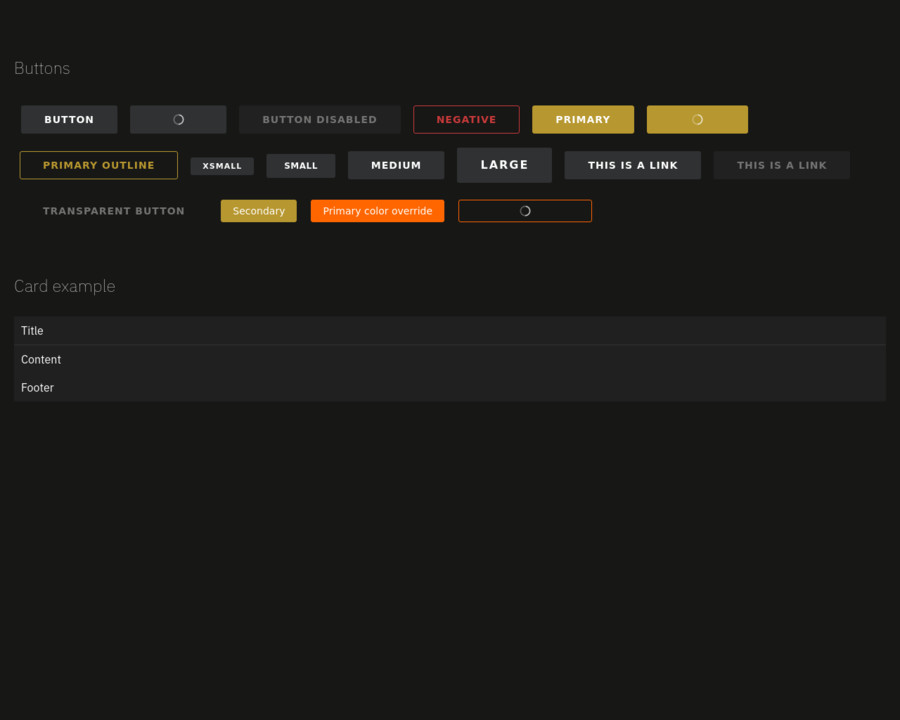 Buttons
BUTTON BUTTON DISABLED NEGATIVE PRIMARY
PRIMARY OUTLINE XSMALL SMALL MEDIUM LARGE THIS IS A LINK THIS IS A LINK
TRANSPARENT BUTTON Secondary Primary color override
Card example
Title
Content
Footer